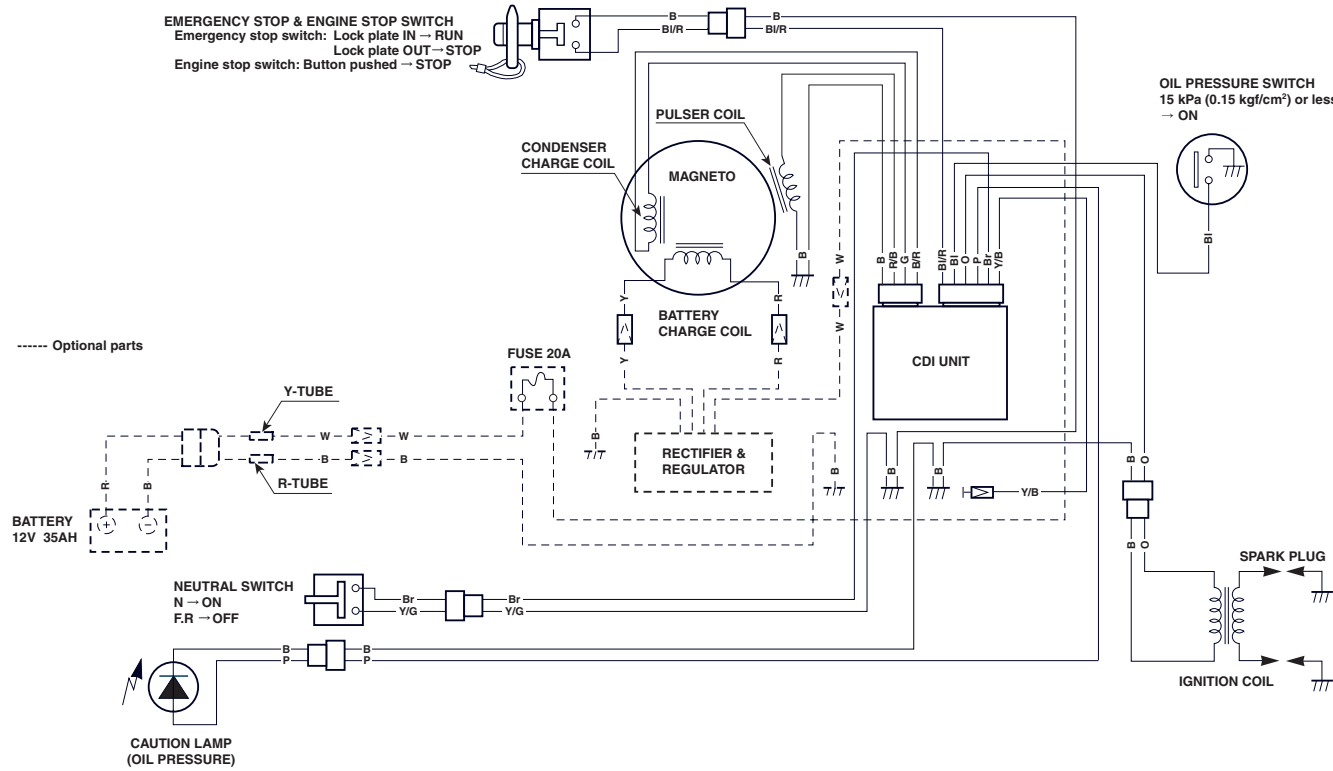 EMERGENCY STOP & ENGINE STOP SWITCH
Emergency stop switch: Lock plate IN → RUN
Lock plate OUT→STOP
Engine stop switch: Button pushed → STOP
B
B
Bl/R
Bl/R
OIL PRESSURE SWITCH
15 kPa (0.15 kgf/cm²) or less
→ ON
PULSER COIL
CONDENSER
CHARGE COIL
MAGNETO
B
W
B
R/B
G
B/R
Bl/R
Bl
O
P
Br
Y/B
Bl
Y
R
BATTERY
CHARGE COIL
W
Y
R
CDI UNIT
------ Optional parts
FUSE 20A
Y-TUBE
W
W
B
B
R-TUBE
B
RECTIFIER &
REGULATOR
B
B
B
Y/B
B
O
R
B
BATTERY
12V 35AH
+
−
B
O
SPARK PLUG
NEUTRAL SWITCH
N → ON
F.R → OFF
Br
Br
Y/G
Y/G
B
B
P
P
IGNITION COIL
CAUTION LAMP
(OIL PRESSURE)